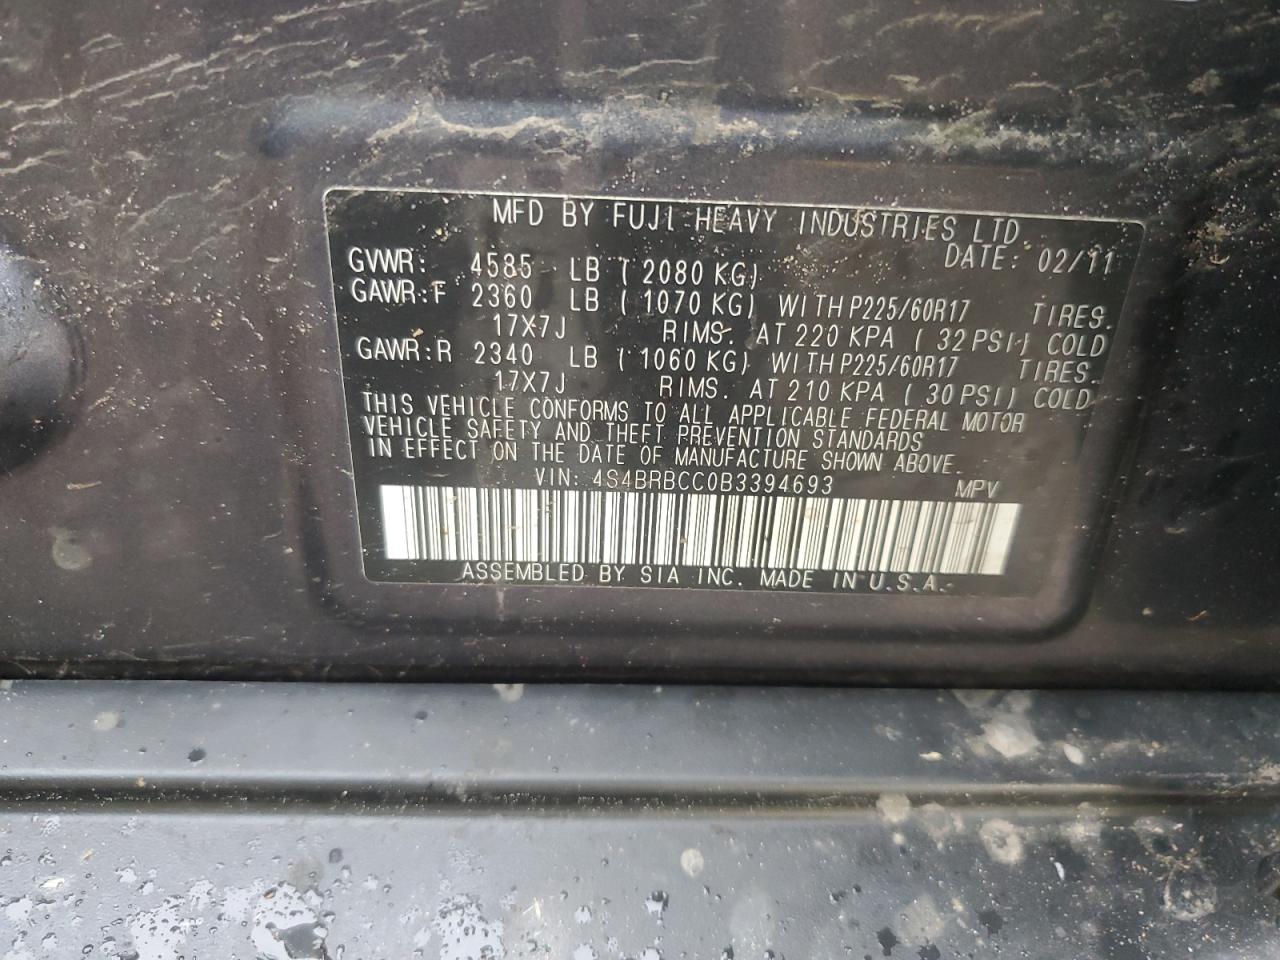 MFD BY FUJI HEAVY INDUSTRIES LTD.
DATE: 02/11
GVWR: 4585 LB ( 2080 KG)
GAWR:F 2360 LB ( 1070 KG) WITH P225/60R17 TIRES.
17X7J RIMS. AT 220 KPA ( 32 PSI) COLD
GAWR:R 2340 LB ( 1060 KG) WITH P225/60R17 TIRES.
17X7J RIMS. AT 210 KPA ( 30 PSI) COLD
THIS VEHICLE CONFORMS TO ALL APPLICABLE FEDERAL MOTOR
VEHICLE SAFETY AND THEFT PREVENTION STANDARDS
IN EFFECT ON THE DATE OF MANUFACTURE SHOWN ABOVE.
VIN: 4S4BRBCC0B3394693 MPV
ASSEMBLED BY SIA INC. MADE IN U.S.A.